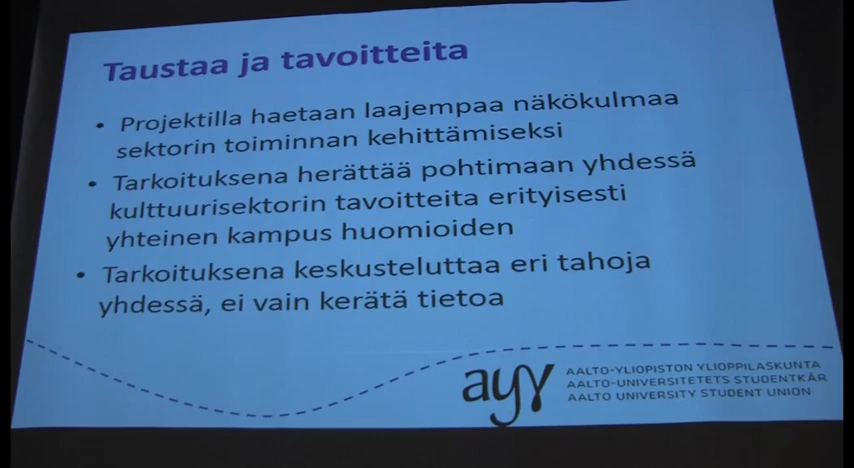 Taustaa ja tavoitteita
• Projektilla haetaan laajempaa näkökulmaa
sektorin toiminnan kehittämiseksi
• Tarkoituksena herättää pohtimaan yhdessä
kulttuurisektorin tavoitteita erityisesti
yhteinen kampus huomioiden
• Tarkoituksena keskusteluttaa eri tahoja
yhdessä, ei vain kerätä tietoa
ayy
AALTO-YLIOPISTON YLIOPPILASKUNTA
AALTO-UNIVERSITETETS STUDENTKÅR
AALTO UNIVERSITY STUDENT UNION